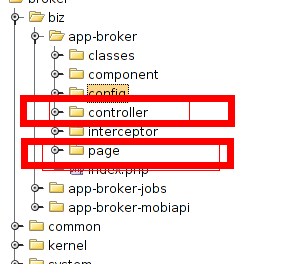 broker
biz
app-broker
classes
component
config
controller
interceptor
page
index.php
app-broker-jobs
app-broker-mobiapi
common
kernel
system